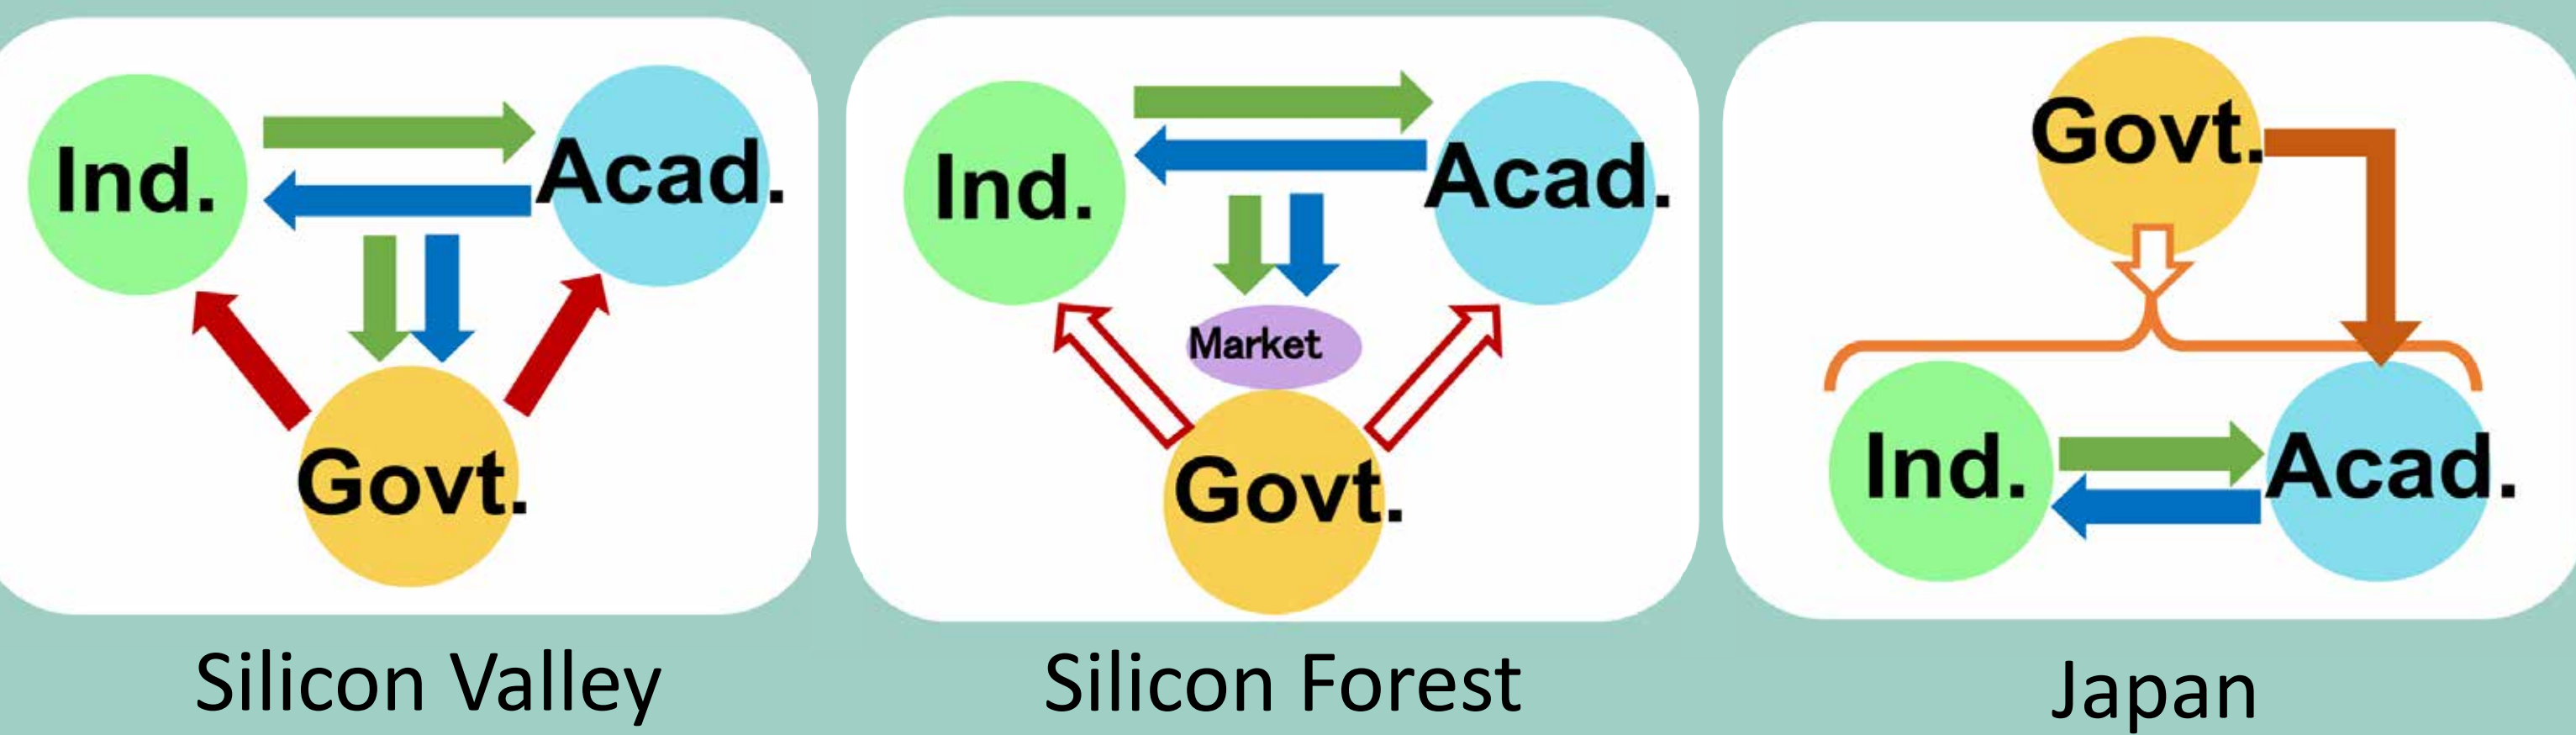 Ind.
Acad.
Govt.
Silicon Valley
Ind.
Acad.
Market
Govt.
Silicon Forest
Govt.
Ind.
Acad.
Japan